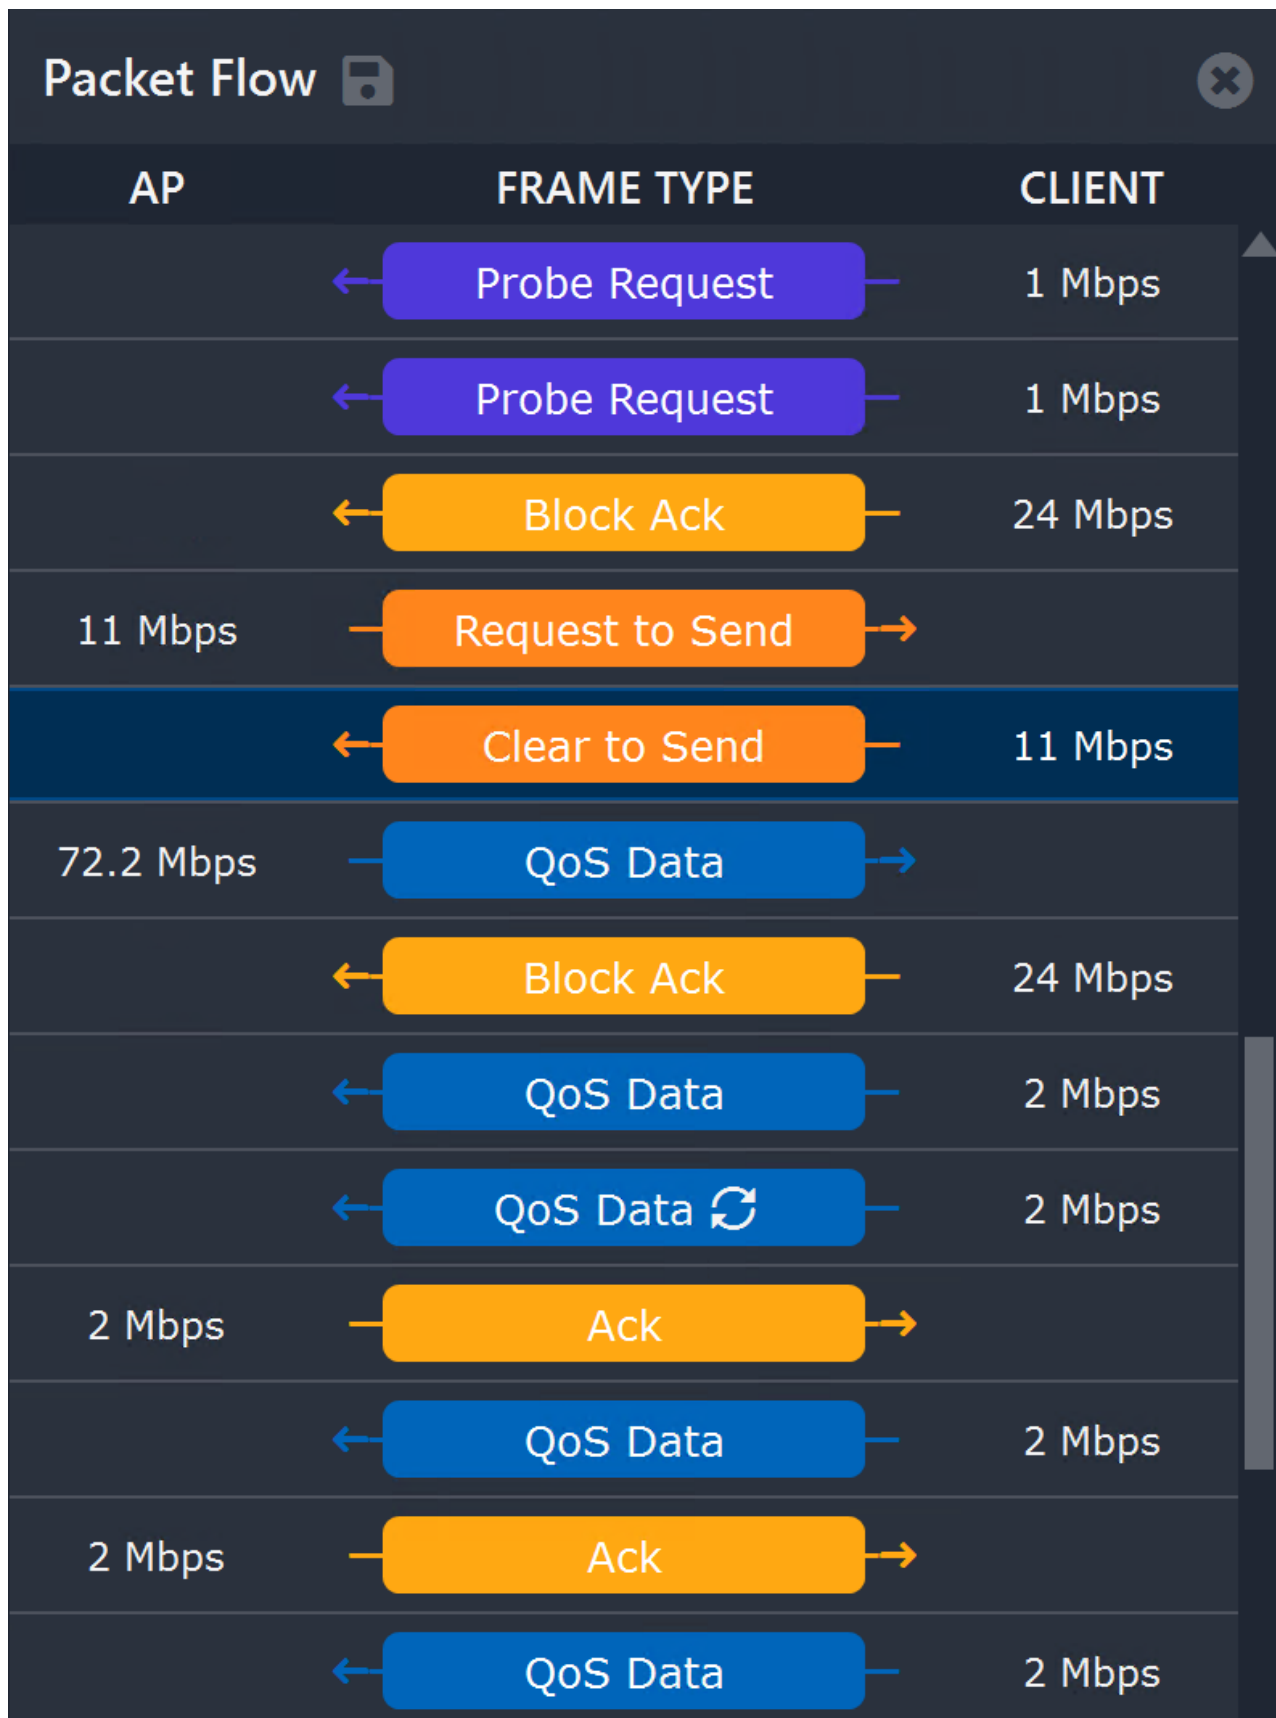 Packet Flow
AP FRAME TYPE CLIENT
Probe Request 1 Mbps
Probe Request 1 Mbps
Block Ack 24 Mbps
11 Mbps Request to Send
Clear to Send 11 Mbps
72.2 Mbps QoS Data
Block Ack 24 Mbps
QoS Data 2 Mbps
QoS Data 2 Mbps
2 Mbps Ack
QoS Data 2 Mbps
2 Mbps Ack
QoS Data 2 Mbps